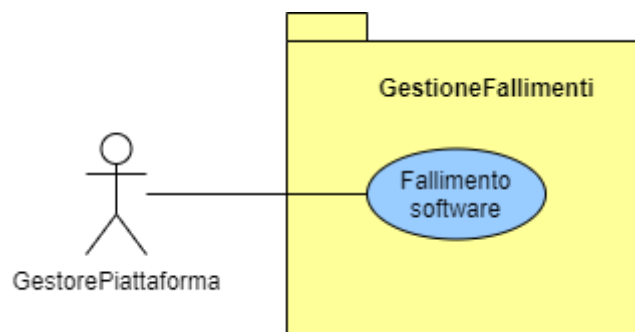 GestioneFallimenti
Fallimento
software
GestorePiattaforma